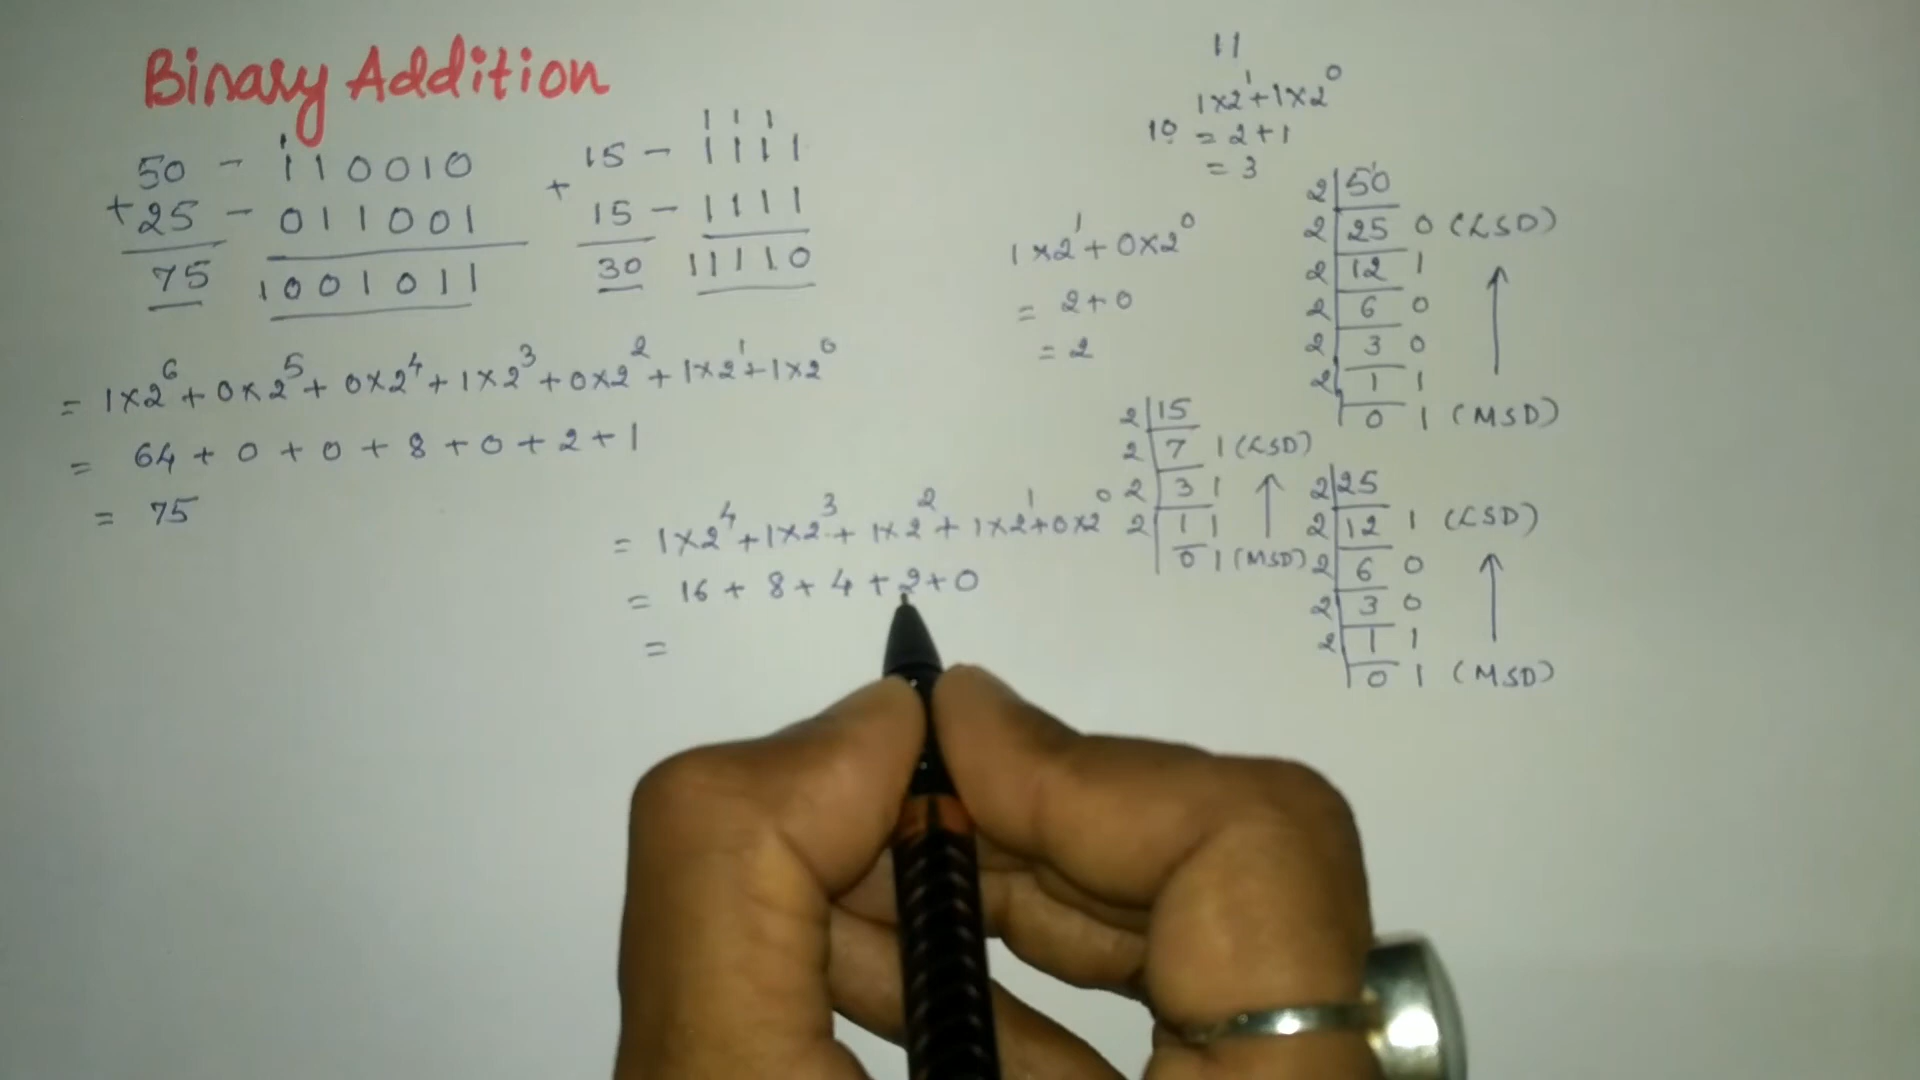 Binary Addition
1
50 - 110010
+ 25 - 011001
75 1001011
= 1×2⁶ + 0×2⁵ + 0×2⁴ + 1×2³ + 0×2² + 1×2¹ + 1×2⁰
= 64 + 0 + 0 + 8 + 0 + 2 + 1
= 75
1 1 1
15 - 1111
+ 15 - 1111
30 11110
= 1×2⁴ + 1×2³ + 1×2² + 1×2¹ + 0×2⁰
= 16 + 8 + 4 + 2 + 0
=
11
1×2¹ + 1×2⁰
10 = 2+1
= 3
1×2¹ + 0×2⁰
= 2+0
= 2
2 50
2 25 0 (LSD)
2 12 1
2 6 0
2 3 0
2 1 1
0 1 (MSD)
2 15
2 7 1 (LSD)
2 3 1
2 1 1
0 1 (MSD)
2 25
2 12 1 (LSD)
2 6 0
2 3 0
2 1 1
0 1 (MSD)